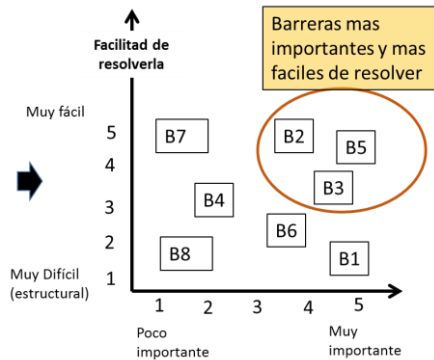 Facilitad de
resolverla
Barreras mas
importantes y mas
faciles de resolver
Muy fácil
5
4
3
2
1
Muy Difícil
(estructural)
B7
B2
B5
B3
B4
B6
B8
B1
1 2 3 4 5
Poco
importante
Muy
importante